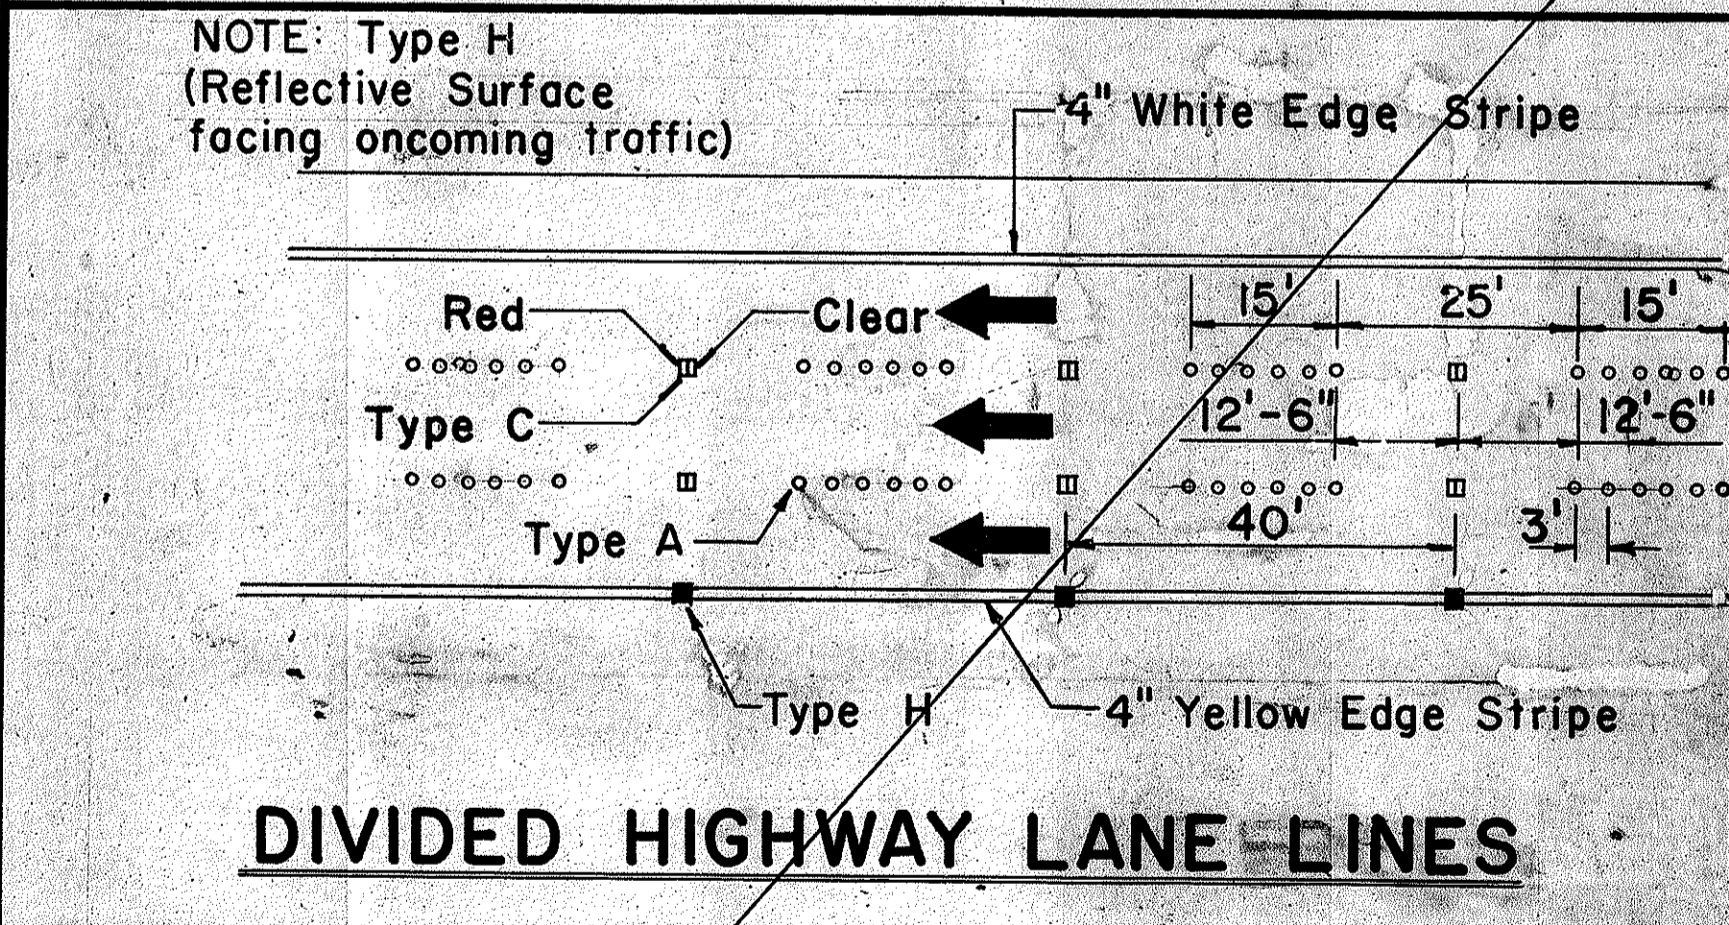 NOTE: Type H
(Reflective Surface
facing oncoming traffic)
4" White Edge Stripe
Red
Clear
15'
25'
15'
Type C
12'-6"
12'-6"
Type A
40'
3'
Type H
4" Yellow Edge Stripe
DIVIDED HIGHWAY LANE LINES